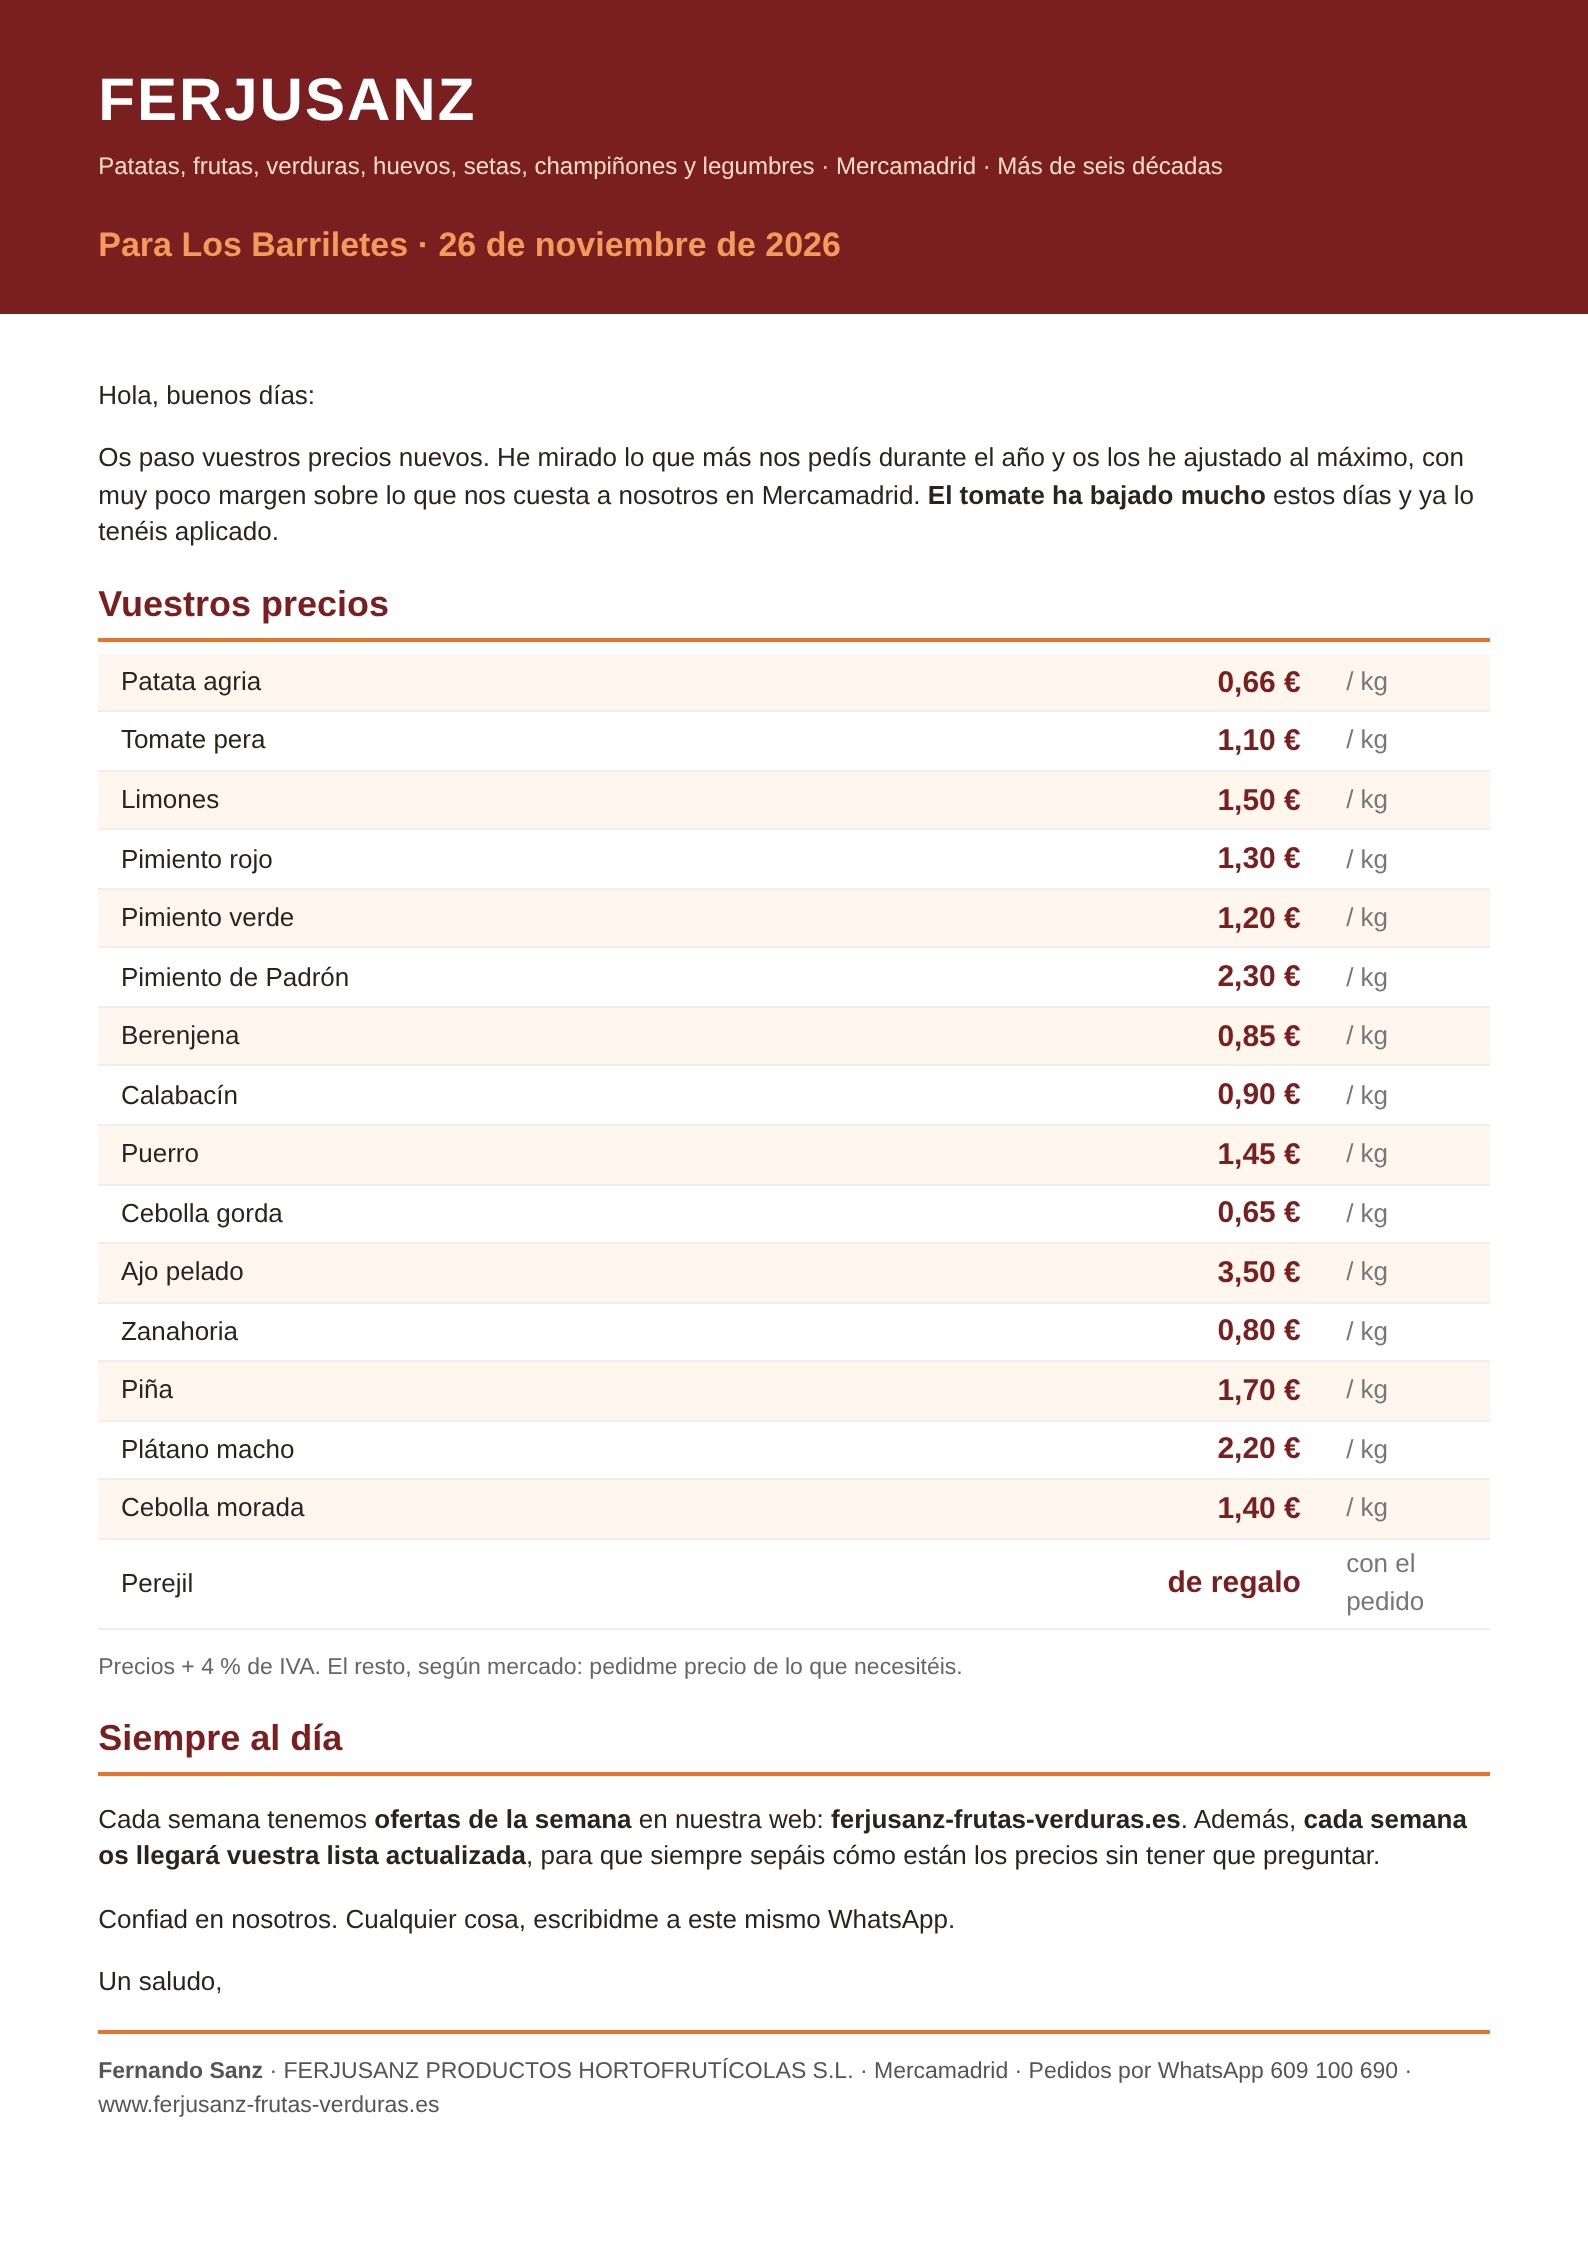 FERJUSANZ
Patatas, frutas, verduras, huevos, setas, champiñones y legumbres · Mercamadrid · Más de seis décadas
Para Los Barriletes · 26 de noviembre de 2026
Hola, buenos días:
Os paso vuestros precios nuevos. He mirado lo que más nos pedís durante el año y os los he ajustado al máximo, con
muy poco margen sobre lo que nos cuesta a nosotros en Mercamadrid. El tomate ha bajado mucho estos días y ya lo
tenéis aplicado.
Vuestros precios
Patata agria 0,66 € / kg
Tomate pera 1,10 € / kg
Limones 1,50 € / kg
Pimiento rojo 1,30 € / kg
Pimiento verde 1,20 € / kg
Pimiento de Padrón 2,30 € / kg
Berenjena 0,85 € / kg
Calabacín 0,90 € / kg
Puerro 1,45 € / kg
Cebolla gorda 0,65 € / kg
Ajo pelado 3,50 € / kg
Zanahoria 0,80 € / kg
Piña 1,70 € / kg
Plátano macho 2,20 € / kg
Cebolla morada 1,40 € / kg
Perejil de regalo con el
pedido
Precios + 4 % de IVA. El resto, según mercado: pedidme precio de lo que necesitéis.
Siempre al día
Cada semana tenemos ofertas de la semana en nuestra web: ferjusanz-frutas-verduras.es. Además, cada semana
os llegará vuestra lista actualizada, para que siempre sepáis cómo están los precios sin tener que preguntar.
Confiad en nosotros. Cualquier cosa, escribidme a este mismo WhatsApp.
Un saludo,
Fernando Sanz · FERJUSANZ PRODUCTOS HORTOFRUTÍCOLAS S.L. · Mercamadrid · Pedidos por WhatsApp 609 100 690 ·
www.ferjusanz-frutas-verduras.es